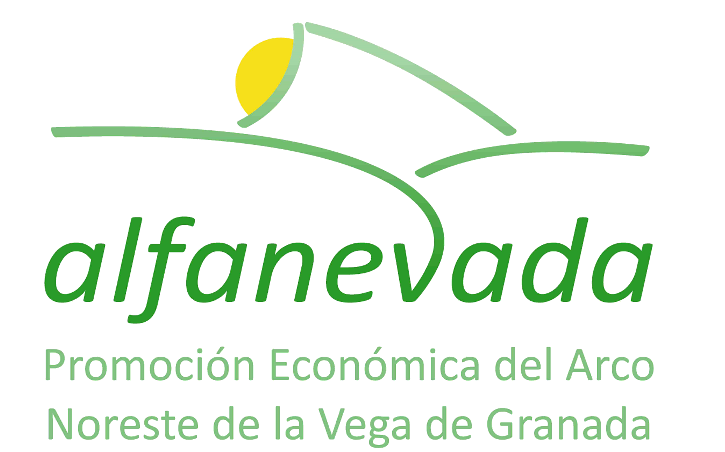 alfanevada
Promoción Económica del Arco
Noreste de la Vega de Granada